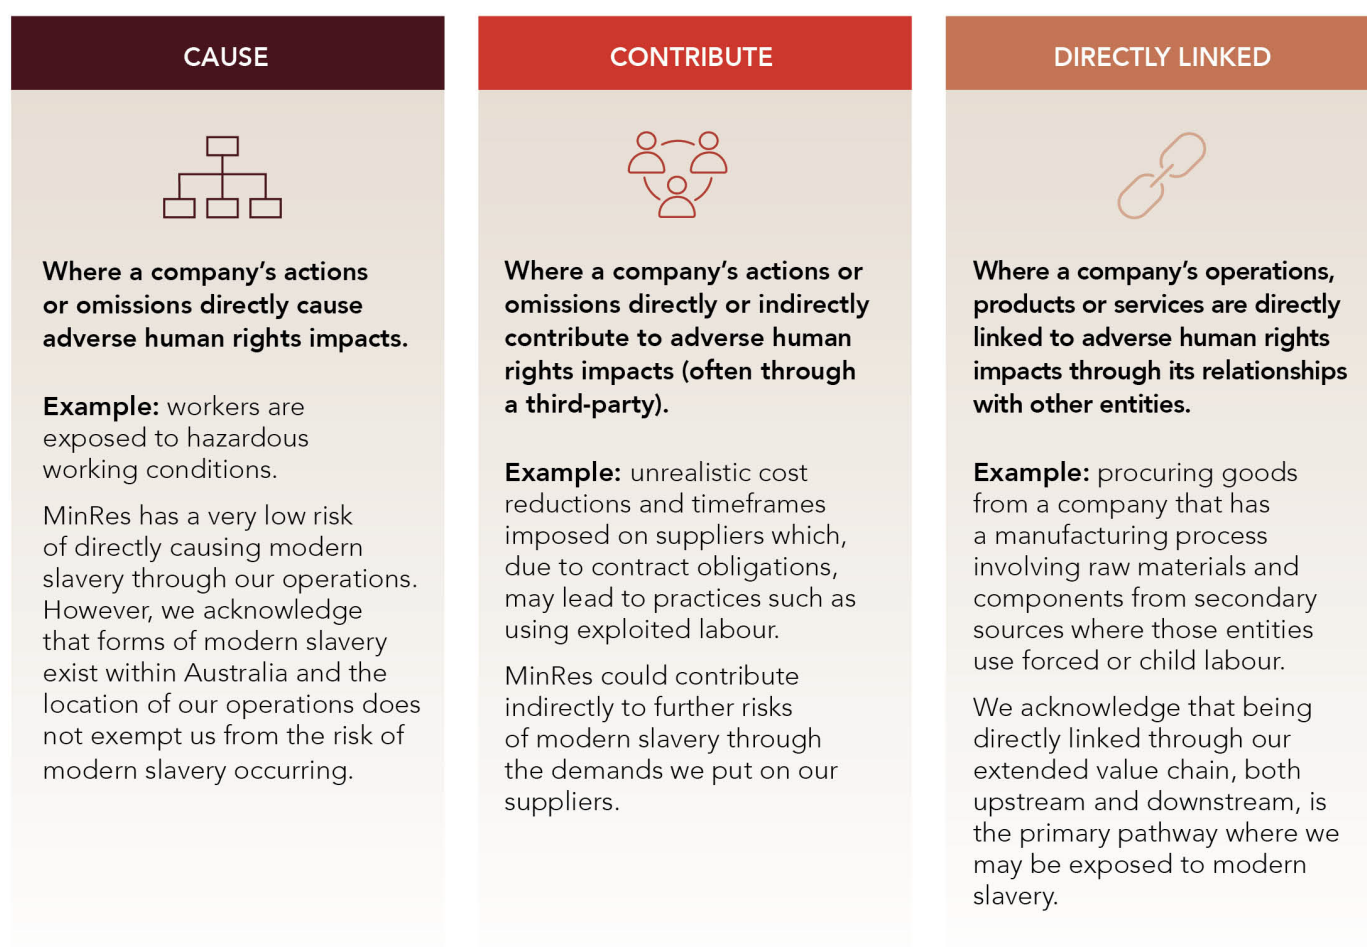 CAUSE
Where a company's actions
or omissions directly cause
adverse human rights impacts.
Example: workers are
exposed to hazardous
working conditions.
MinRes has a very low risk
of directly causing modern
slavery through our operations.
However, we acknowledge
that forms of modern slavery
exist within Australia and the
location of our operations does
not exempt us from the risk of
modern slavery occurring.
CONTRIBUTE
Where a company's actions or
omissions directly or indirectly
contribute to adverse human
rights impacts (often through
a third-party).
Example: unrealistic cost
reductions and timeframes
imposed on suppliers which,
due to contract obligations,
may lead to practices such as
using exploited labour.
MinRes could contribute
indirectly to further risks
of modern slavery through
the demands we put on our
suppliers.
DIRECTLY LINKED
Where a company's operations,
products or services are directly
linked to adverse human rights
impacts through its relationships
with other entities.
Example: procuring goods
from a company that has
a manufacturing process
involving raw materials and
components from secondary
sources where those entities
use forced or child labour.
We acknowledge that being
directly linked through our
extended value chain, both
upstream and downstream, is
the primary pathway where we
may be exposed to modern
slavery.